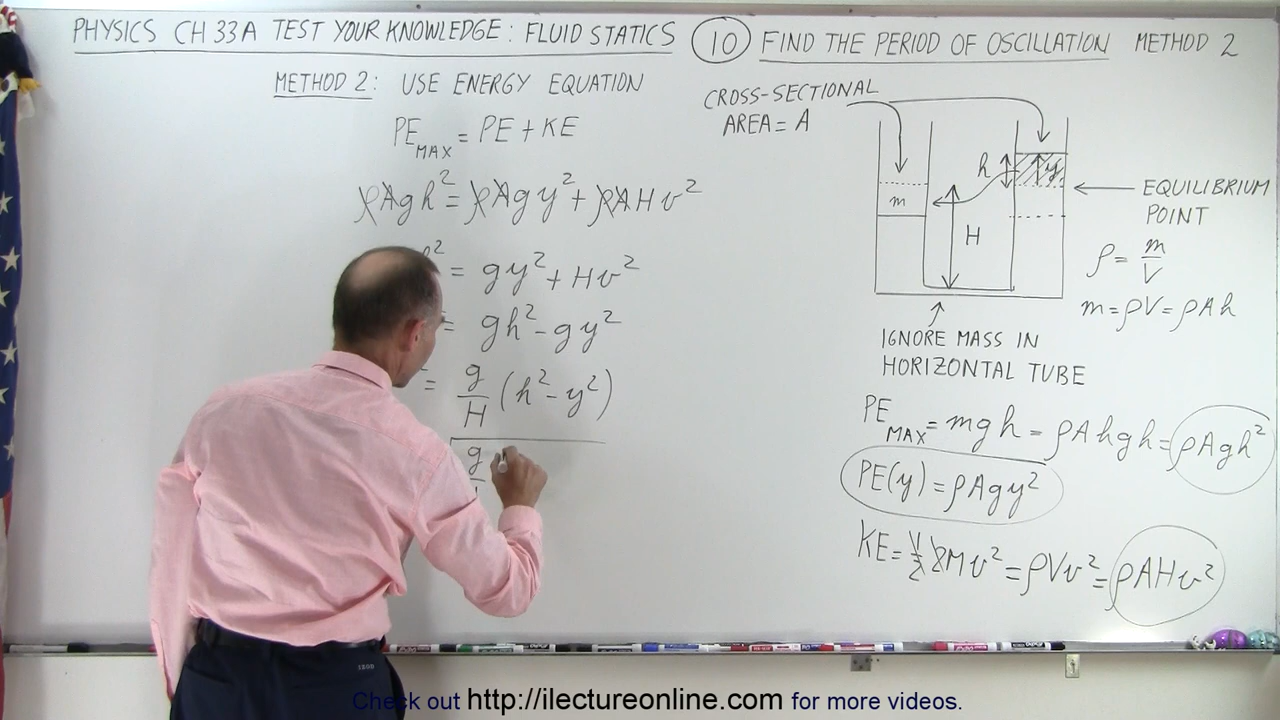 PHYSICS CH 33A TEST YOUR KNOWLEDGE: FLUID STATICS (10) FIND THE PERIOD OF OSCILLATION METHOD 2
METHOD 2: USE ENERGY EQUATION
PE_MAX = PE + KE
ρAgh² = ρAgy² + ρAHv²
h² = gy² + Hv²
= gh² - gy²
= g/H (h² - y²)
g
CROSS-SECTIONAL
AREA = A
h
y
m
H
EQUILIBRIUM
POINT
ρ = m/V
m = ρV = ρAh
IGNORE MASS IN
HORIZONTAL TUBE
PE_MAX = mgh = ρAhgh = ρAgh²
PE(y) = ρAgy²
KE = 1/2 2Mv² = ρVv² = ρAHv²
IZOD
Check out http://ilectureonline.com for more videos.